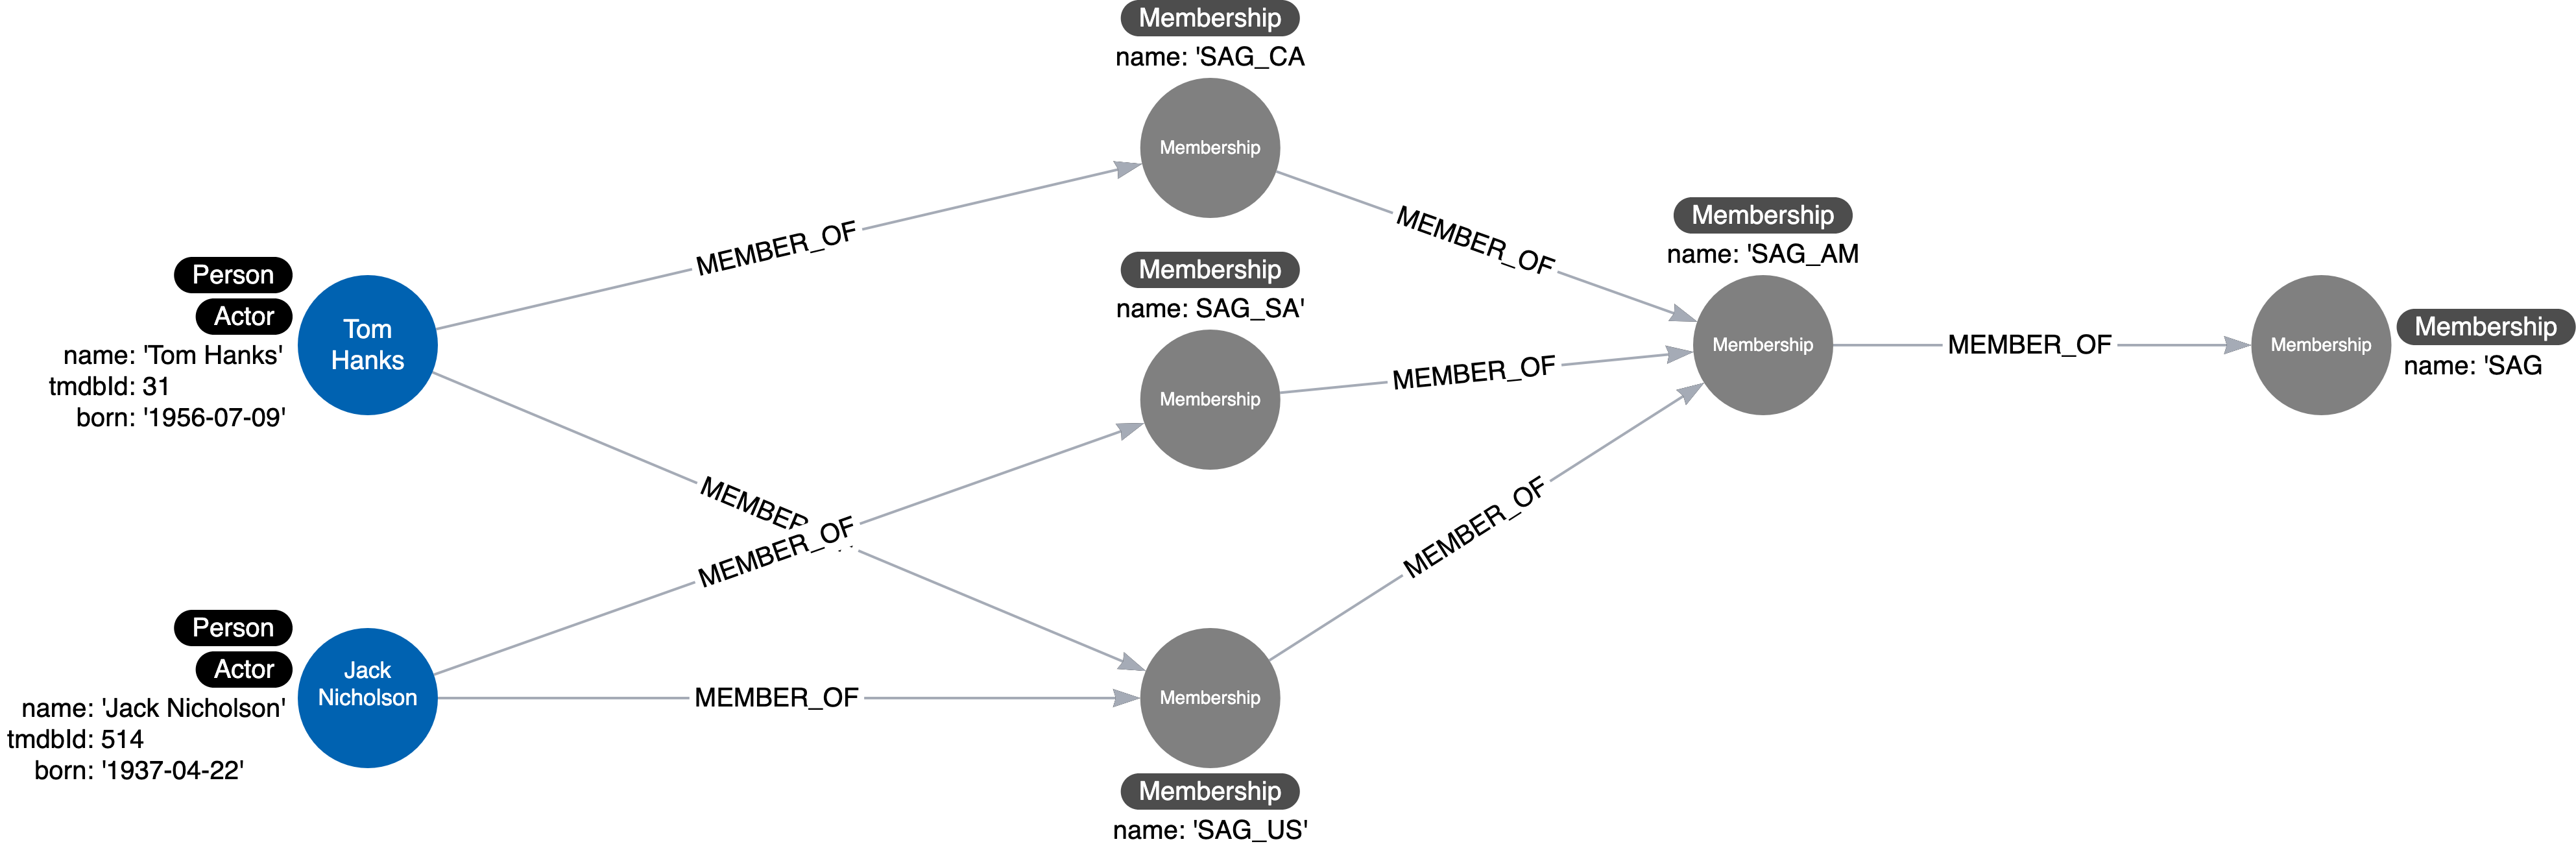 Membership
name: 'SAG_CA
Membership
MEMBER_OF
MEMBER_OF
Membership
name: 'SAG_AM
Membership
name: SAG_SA'
Membership
MEMBER_OF
Membership
MEMBER_OF
Membership
Membership
name: 'SAG
Person
Actor
Tom
Hanks
name: 'Tom Hanks'
tmdbId: 31
born: '1956-07-09'
MEMBER
MEMBER_OF
MEMBER_OF
Person
Actor
Jack
Nicholson
name: 'Jack Nicholson'
tmdbId: 514
born: '1937-04-22'
MEMBER_OF
Membership
Membership
name: 'SAG_US'